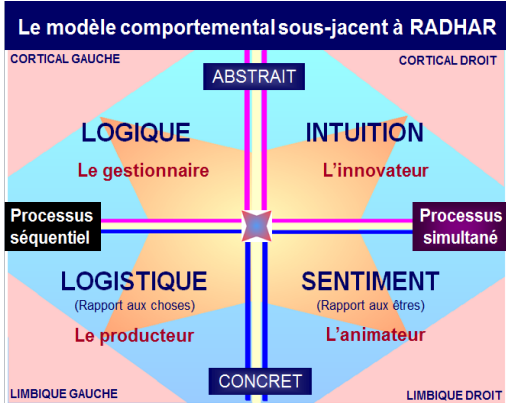 Le modèle comportemental sous-jacent à RADHAR
CORTICAL GAUCHE
CORTICAL DROIT
ABSTRAIT
LOGIQUE
INTUITION
Le gestionnaire
L'innovateur
Processus
séquentiel
Processus
simultané
LOGISTIQUE
SENTIMENT
(Rapport aux choses)
(Rapport aux êtres)
Le producteur
L'animateur
CONCRET
LIMBIQUE GAUCHE
LIMBIQUE DROIT